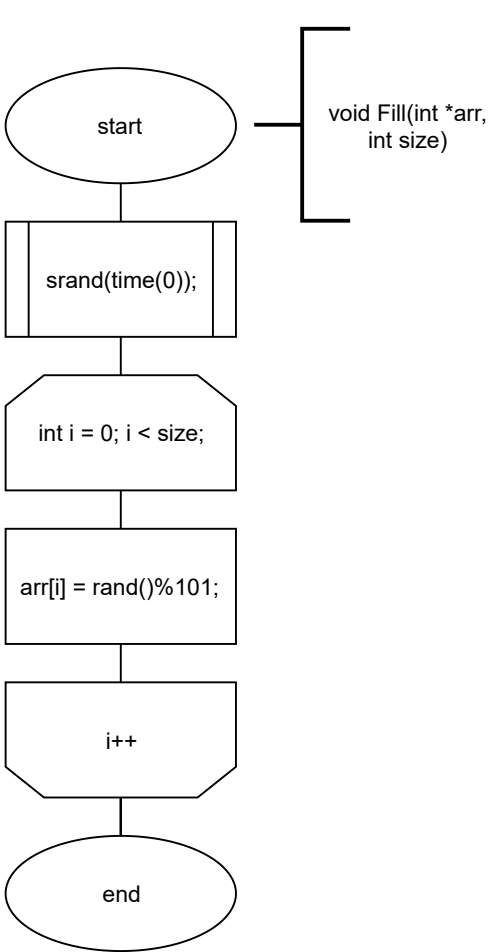 start
void Fill(int *arr,
int size)
srand(time(0));
int i = 0; i < size;
arr[i] = rand()%101;
i++
end